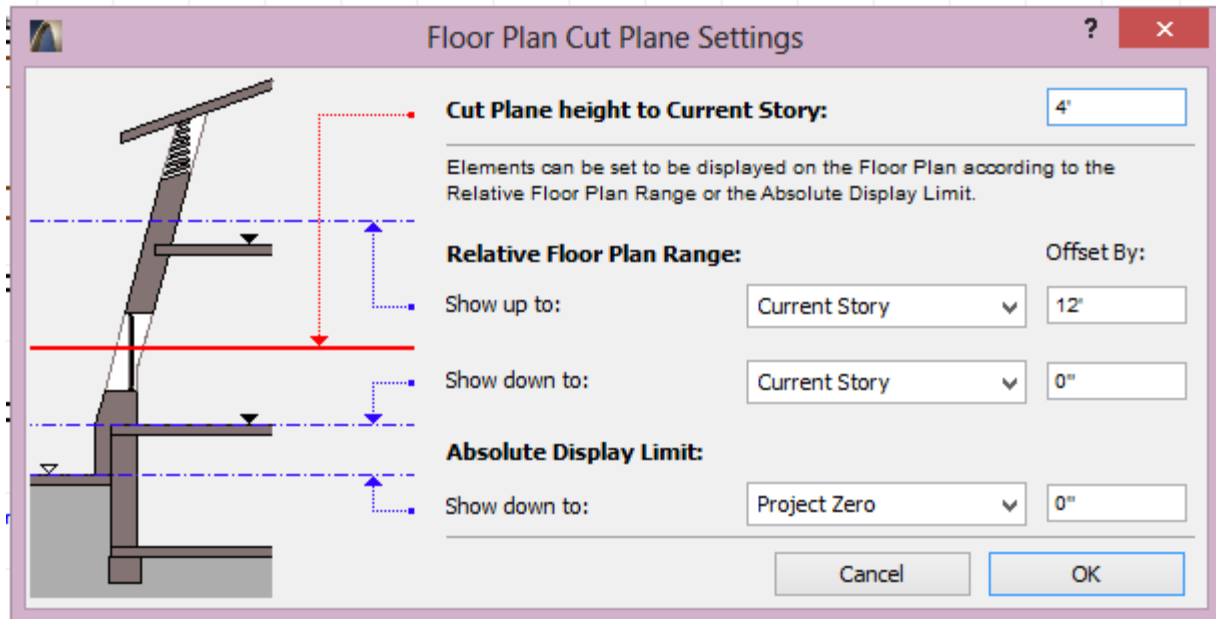 Floor Plan Cut Plane Settings
?
Cut Plane height to Current Story: 4'
Elements can be set to be displayed on the Floor Plan according to the
Relative Floor Plan Range or the Absolute Display Limit.
Relative Floor Plan Range: Offset By:
Show up to: Current Story 12'
Show down to: Current Story 0"
Absolute Display Limit:
Show down to: Project Zero 0"
Cancel OK